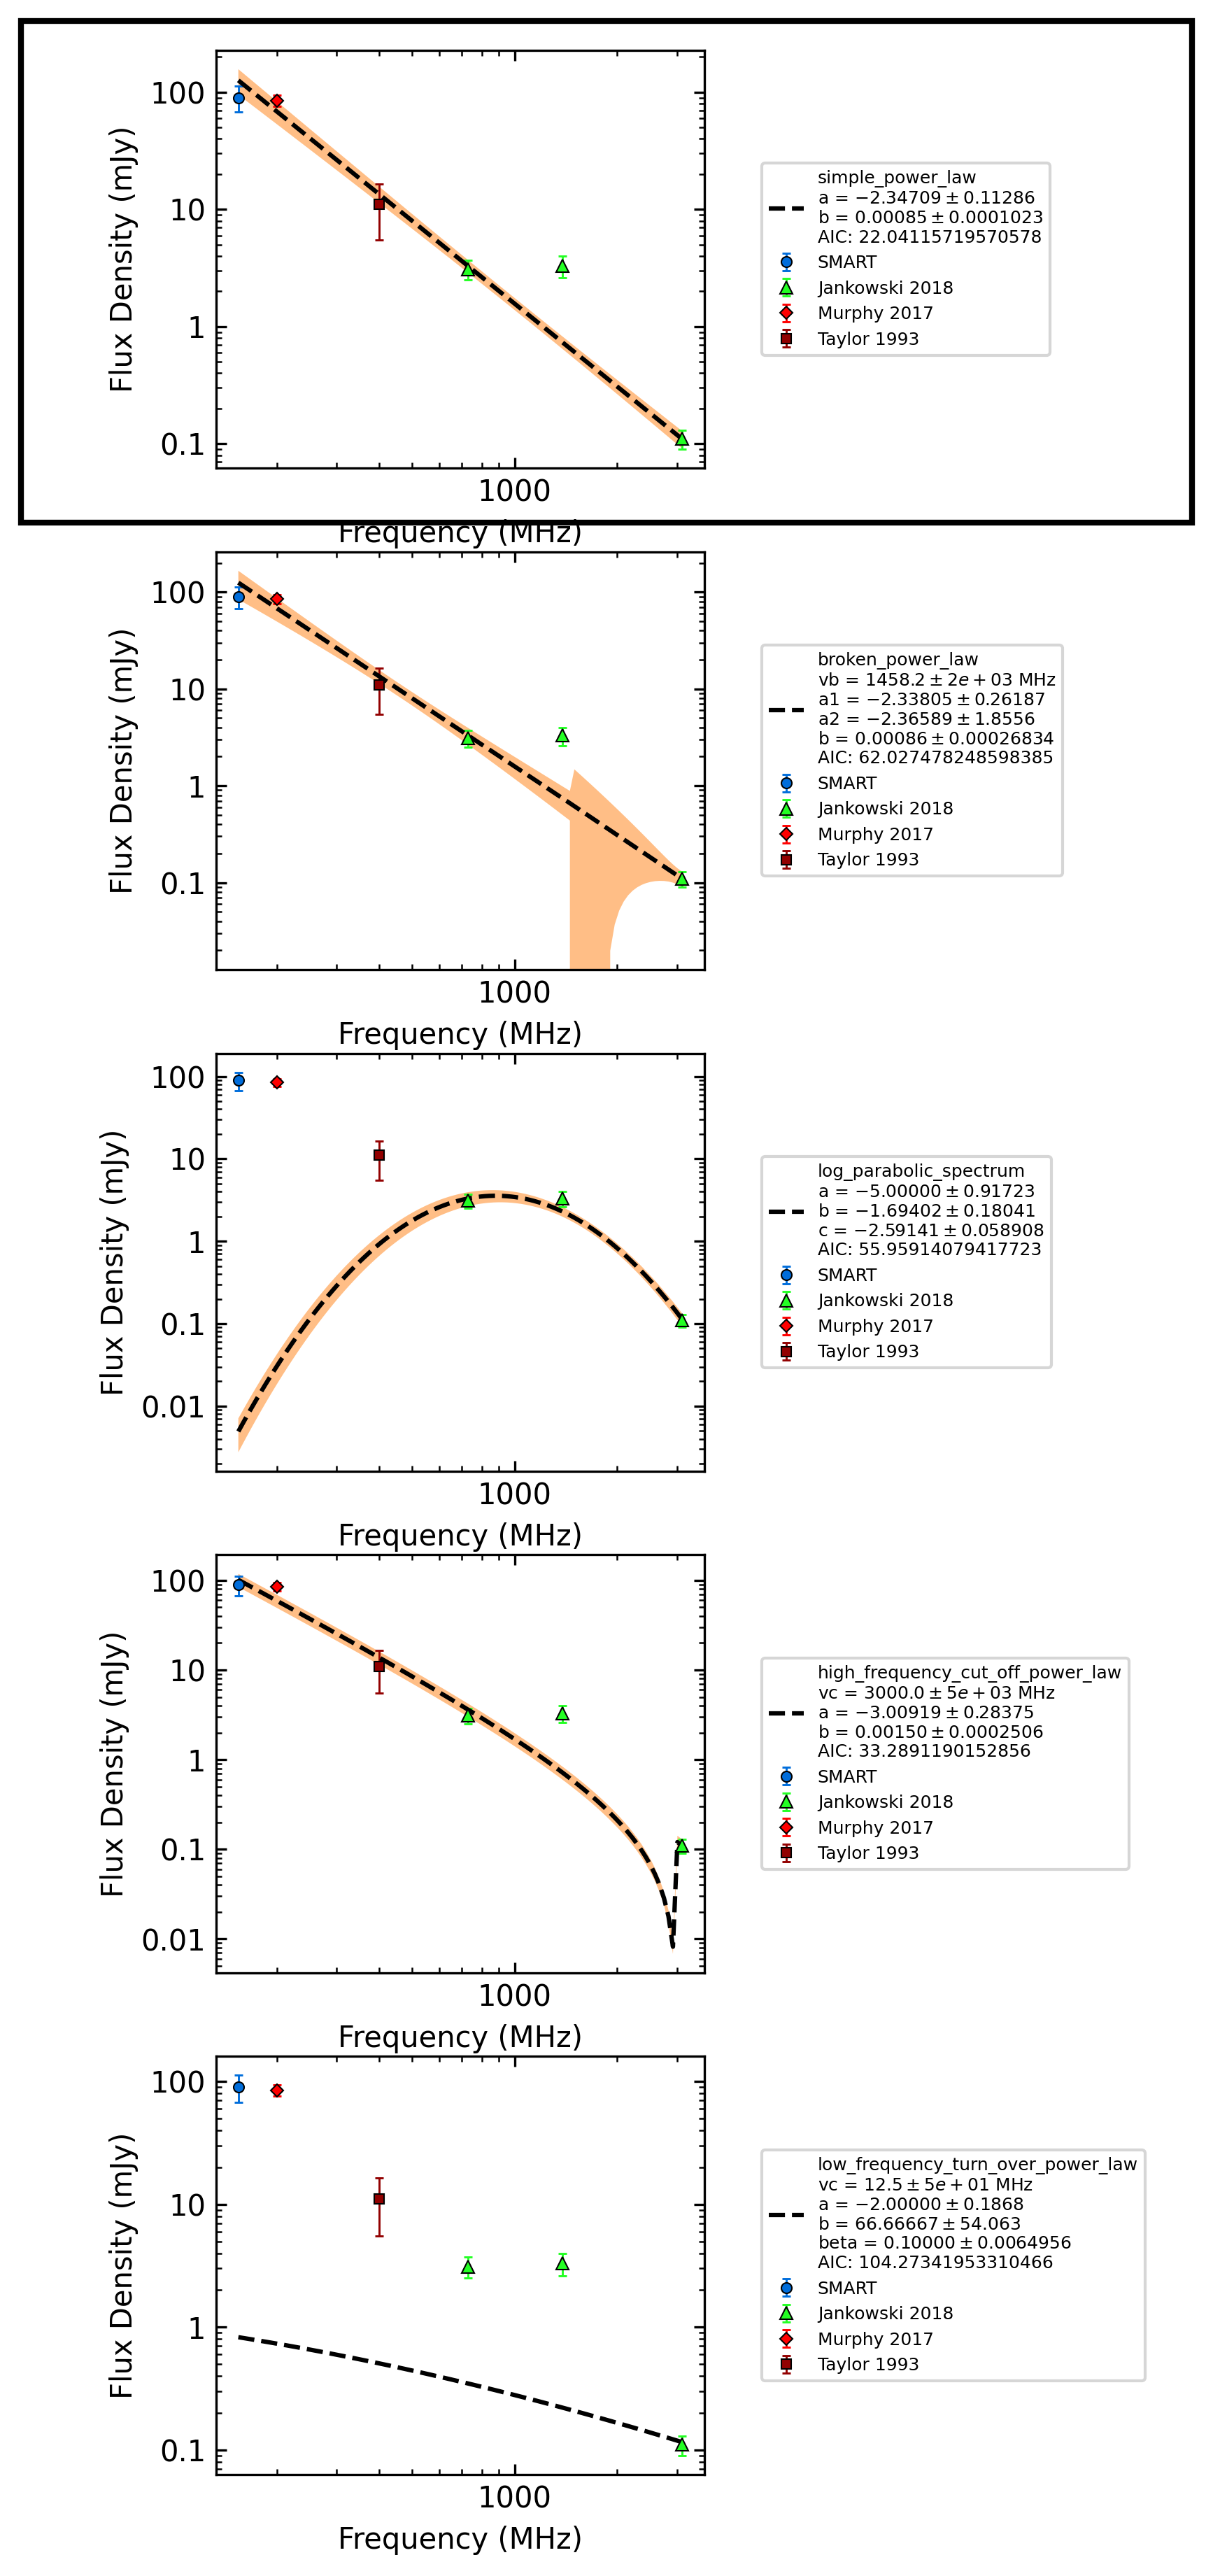 100
10
1
0.1
Flux Density (mJy)
1000
Frequency (MHz)
simple_power_law
a = −2.34709 ± 0.11286
b = 0.00085 ± 0.0001023
AIC: 22.04115719570578
SMART
Jankowski 2018
Murphy 2017
Taylor 1993
100
10
1
0.1
Flux Density (mJy)
1000
Frequency (MHz)
broken_power_law
vb = 1458.2 ± 2e + 03 MHz
a1 = −2.33805 ± 0.26187
a2 = −2.36589 ± 1.8556
b = 0.00086 ± 0.00026834
AIC: 62.027478248598385
SMART
Jankowski 2018
Murphy 2017
Taylor 1993
100
10
1
0.1
0.01
Flux Density (mJy)
1000
Frequency (MHz)
log_parabolic_spectrum
a = −5.00000 ± 0.91723
b = −1.69402 ± 0.18041
c = −2.59141 ± 0.058908
AIC: 55.95914079417723
SMART
Jankowski 2018
Murphy 2017
Taylor 1993
100
10
1
0.1
0.01
Flux Density (mJy)
1000
Frequency (MHz)
high_frequency_cut_off_power_law
vc = 3000.0 ± 5e + 03 MHz
a = −3.00919 ± 0.28375
b = 0.00150 ± 0.0002506
AIC: 33.2891190152856
SMART
Jankowski 2018
Murphy 2017
Taylor 1993
100
10
1
0.1
Flux Density (mJy)
1000
Frequency (MHz)
low_frequency_turn_over_power_law
vc = 12.5 ± 5e + 01 MHz
a = −2.00000 ± 0.1868
b = 66.66667 ± 54.063
beta = 0.10000 ± 0.0064956
AIC: 104.27341953310466
SMART
Jankowski 2018
Murphy 2017
Taylor 1993